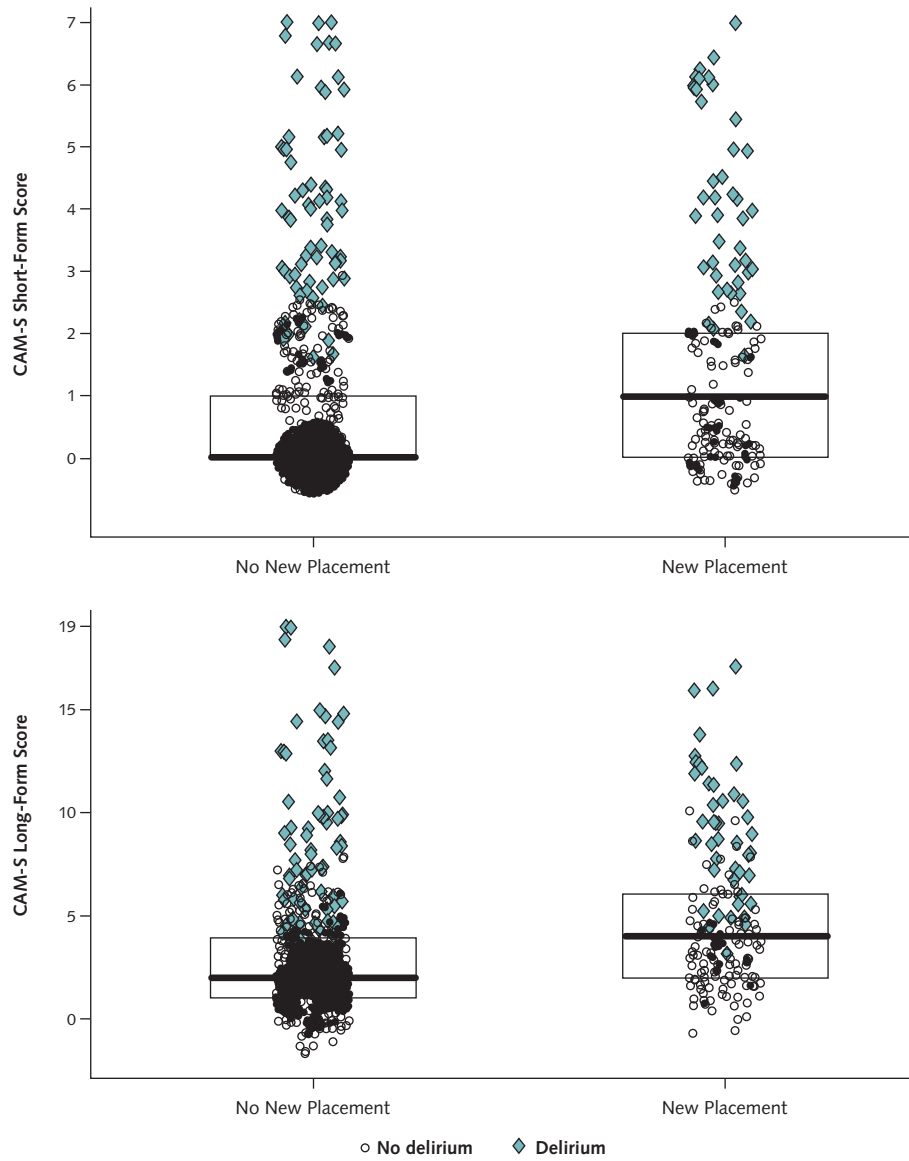 7
6
5
4
3
2
1
0
CAM-S Short-Form Score
No New Placement New Placement
19
15
10
5
0
CAM-S Long-Form Score
No New Placement New Placement
No delirium Delirium